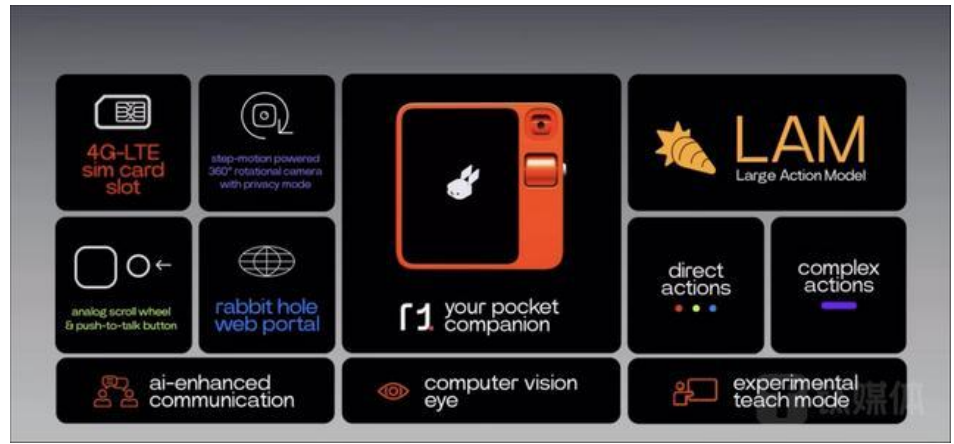 4G-LTE
sim card
slot
step-motion powered
360° rotational camera
with privacy mode
r1.
your pocket
companion
LAM
Large Action Model
analog scroll wheel
& push-to-talk button
rabbit hole
web portal
direct
actions
complex
actions
ai-enhanced
communication
computer vision
eye
experimental
teach mode
媒体